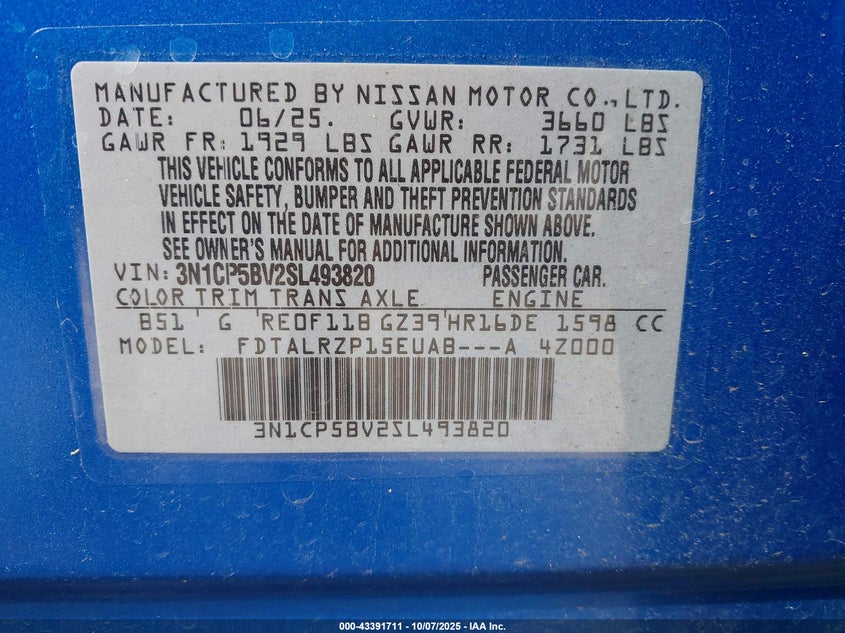 MANUFACTURED BY NISSAN MOTOR CO., LTD.
DATE: 06/25. GVWR: 3660 LBS
GAWR FR: 1929 LBS GAWR RR: 1731 LBS
THIS VEHICLE CONFORMS TO ALL APPLICABLE FEDERAL MOTOR
VEHICLE SAFETY, BUMPER AND THEFT PREVENTION STANDARDS
IN EFFECT ON THE DATE OF MANUFACTURE SHOWN ABOVE.
SEE OWNER'S MANUAL FOR ADDITIONAL INFORMATION.
VIN: 3N1CP5BV2SL493820 PASSENGER CAR.
COLOR TRIM TRANS AXLE ENGINE
B51 G RE0F11B GZ39 HR16DE 1598 CC
MODEL: FDTALRZP15EUAB---A 4Z000
3N1CP5BV2SL493820
000-43391711 - 10/07/2025 - IAA Inc.